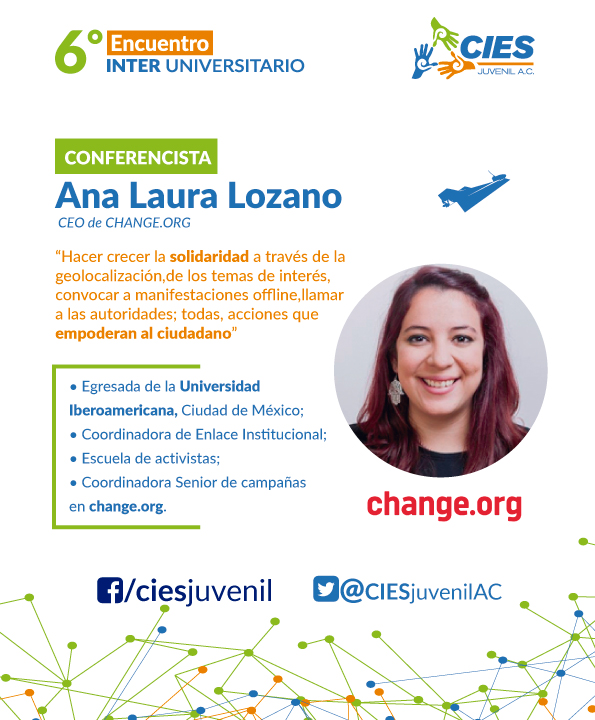 6° Encuentro
INTER UNIVERSITARIO
CIES
JUVENIL A.C.
CONFERENCISTA
Ana Laura Lozano
CEO de CHANGE.ORG
“Hacer crecer la solidaridad a través de la
geolocalización,de los temas de interés,
convocar a manifestaciones offline,llamar
a las autoridades; todas, acciones que
empoderan al ciudadano”
• Egresada de la Universidad
Iberoamericana, Ciudad de México;
• Coordinadora de Enlace Institucional;
• Escuela de activistas;
• Coordinadora Senior de campañas
en change.org.
change.org
/ciesjuvenil
@CIESjuvenilAC